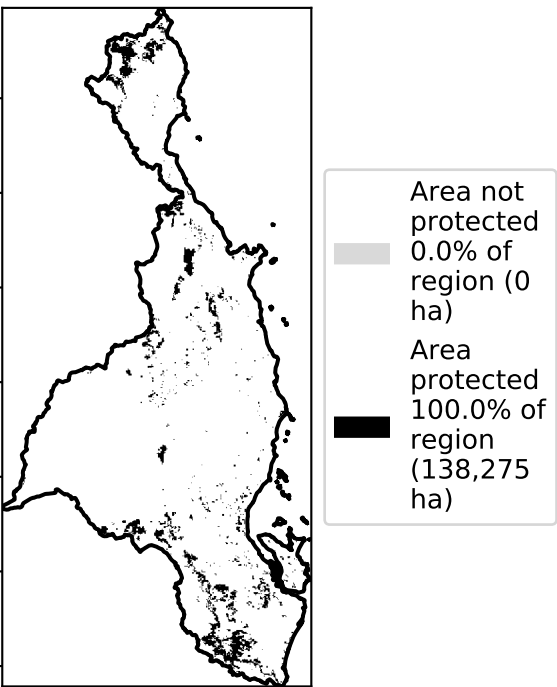 Area not
protected
0.0% of
region (0
ha)
Area
protected
100.0% of
region
(138,275
ha)